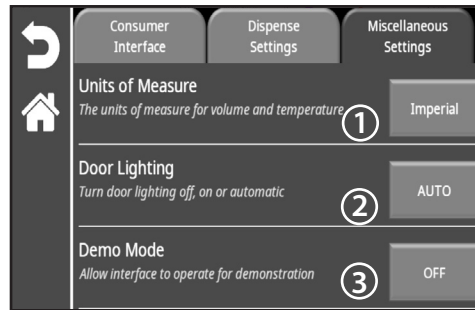 Consumer
Interface
Dispense
Settings
Miscellaneous
Settings
Units of Measure
The units of measure for volume and temperature
1
Imperial
Door Lighting
Turn door lighting off, on or automatic
2
AUTO
Demo Mode
Allow interface to operate for demonstration
3
OFF